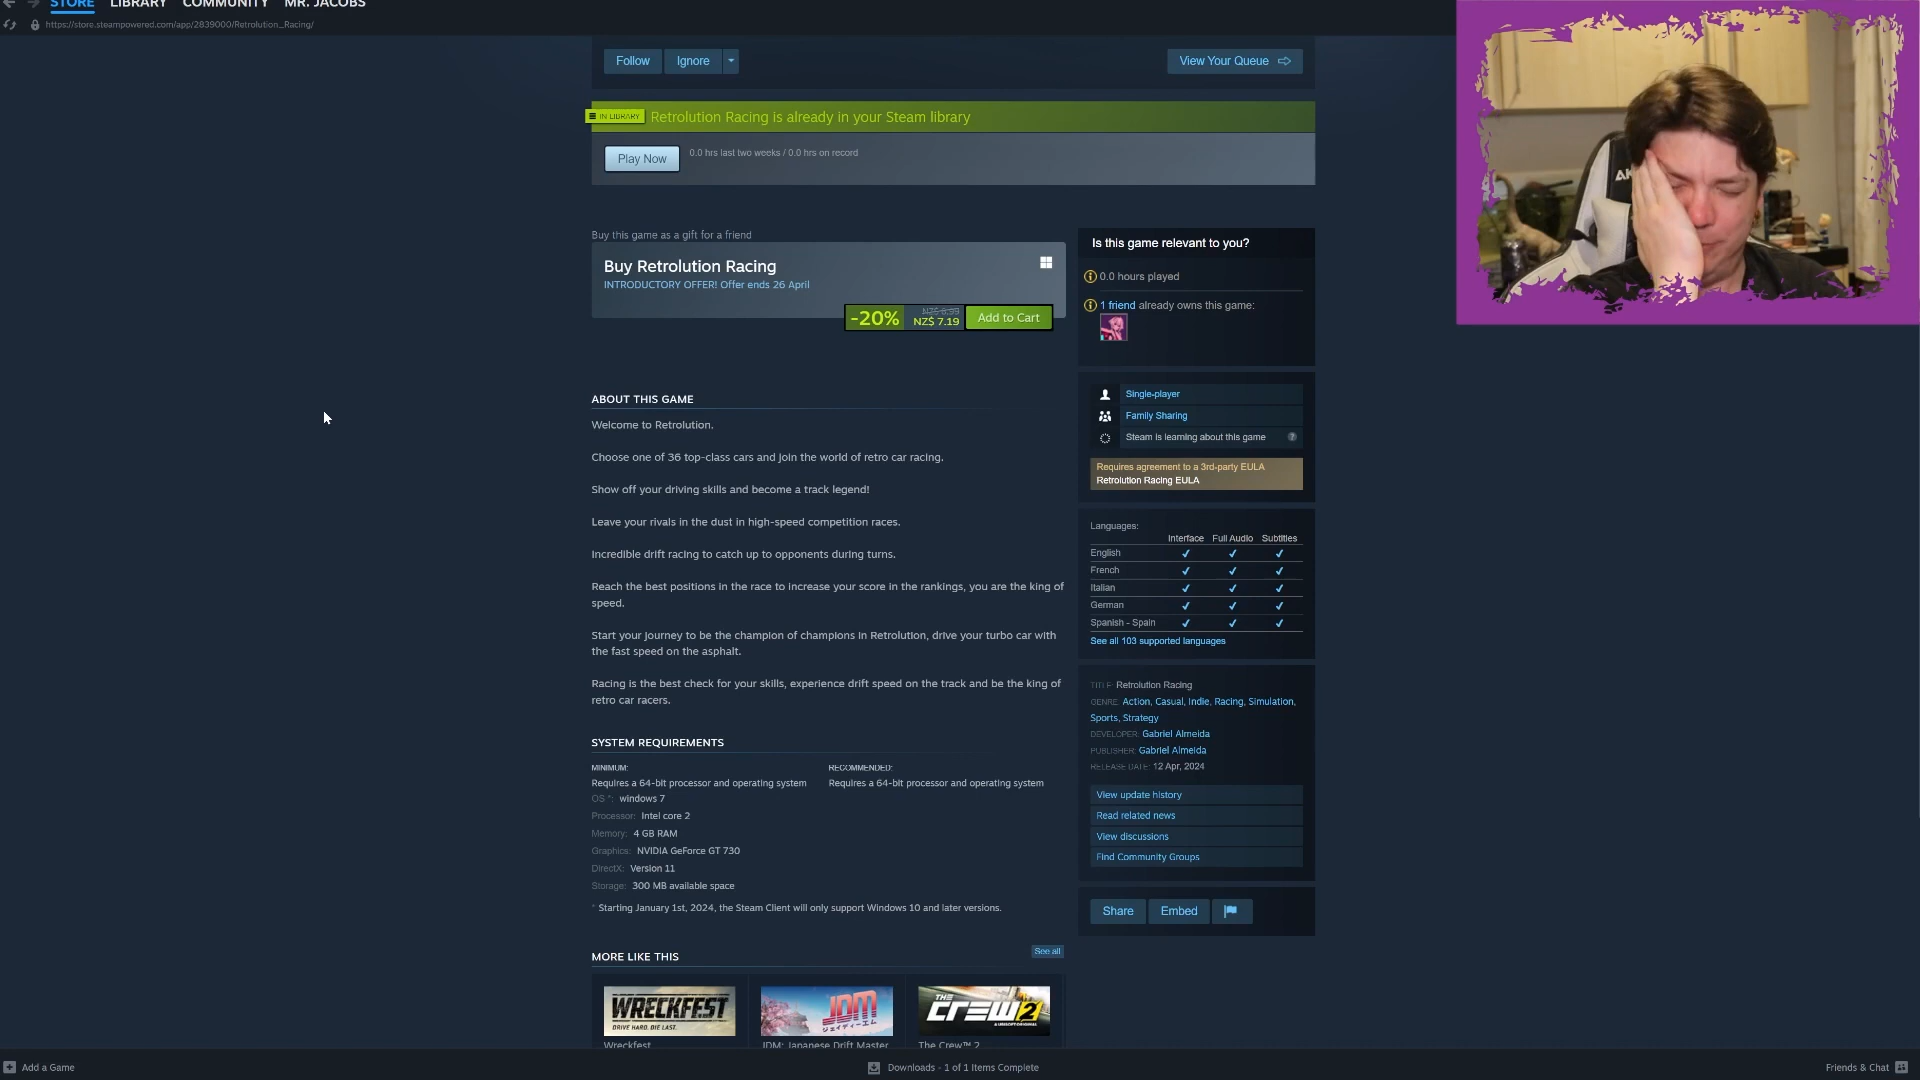 STORE LIBRARY COMMUNITY MR. JACOBS
https://store.steampowered.com/app/2839000/Retrolution_Racing/
Follow
Ignore
View Your Queue
IN LIBRARY
Retrolution Racing is already in your Steam library
Play Now
0.0 hrs last two weeks / 0.0 hrs on record
Buy this game as a gift for a friend
Buy Retrolution Racing
INTRODUCTORY OFFER! Offer ends 26 April
-20%
NZ$ 8.99
NZ$ 7.19
Add to Cart
ABOUT THIS GAME
Welcome to Retrolution.
Choose one of 36 top-class cars and join the world of retro car racing.
Show off your driving skills and become a track legend!
Leave your rivals in the dust in high-speed competition races.
Incredible drift racing to catch up to opponents during turns.
Reach the best positions in the race to increase your score in the rankings, you are the king of
speed.
Start your journey to be the champion of champions in Retrolution, drive your turbo car with
the fast speed on the asphalt.
Racing is the best check for your skills, experience drift speed on the track and be the king of
retro car racers.
SYSTEM REQUIREMENTS
MINIMUM:
Requires a 64-bit processor and operating system
OS *: windows 7
Processor: Intel core 2
Memory: 4 GB RAM
Graphics: NVIDIA GeForce GT 730
DirectX: Version 11
Storage: 300 MB available space
RECOMMENDED:
Requires a 64-bit processor and operating system
* Starting January 1st, 2024, the Steam Client will only support Windows 10 and later versions.
MORE LIKE THIS
See all
WRECKFEST
DRIVE HARD. DIE LAST.
Wreckfest
JDM
ジェイディーエム
JDM: Japanese Drift Master
THE
CREW 2
A UBISOFT ORIGINAL
The Crew™ 2
Is this game relevant to you?
0.0 hours played
1 friend already owns this game:
Single-player
Family Sharing
Steam is learning about this game ?
Requires agreement to a 3rd-party EULA
Retrolution Racing EULA
Languages:
Interface Full Audio Subtitles
English ✔ ✔ ✔
French ✔ ✔ ✔
Italian ✔ ✔ ✔
German ✔ ✔ ✔
Spanish - Spain ✔ ✔ ✔
See all 103 supported languages
TITLE: Retrolution Racing
GENRE: Action, Casual, Indie, Racing, Simulation,
Sports, Strategy
DEVELOPER: Gabriel Almeida
PUBLISHER: Gabriel Almeida
RELEASE DATE: 12 Apr, 2024
View update history
Read related news
View discussions
Find Community Groups
Share
Embed
AK
Add a Game
Downloads - 1 of 1 Items Complete
Friends & Chat